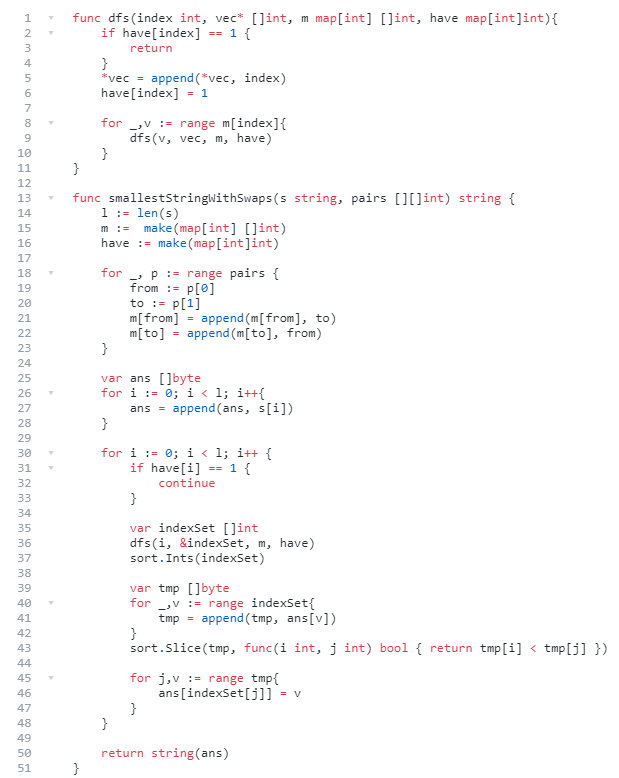 1 func dfs(index int, vec* []int, m map[int] []int, have map[int]int){
2     if have[index] == 1 {
3         return
4     }
5     *vec = append(*vec, index)
6     have[index] = 1
7
8     for _,v := range m[index]{
9         dfs(v, vec, m, have)
10     }
11 }
12
13 func smallestStringWithSwaps(s string, pairs [][]int) string {
14     l := len(s)
15     m :=  make(map[int] []int)
16     have := make(map[int]int)
17
18     for _, p := range pairs {
19         from := p[0]
20         to := p[1]
21         m[from] = append(m[from], to)
22         m[to] = append(m[to], from)
23     }
24
25     var ans []byte
26     for i := 0; i < l; i++{
27         ans = append(ans, s[i])
28     }
29
30     for i := 0; i < l; i++ {
31         if have[i] == 1 {
32             continue
33         }
34
35         var indexSet []int
36         dfs(i, &indexSet, m, have)
37         sort.Ints(indexSet)
38
39         var tmp []byte
40         for _,v := range indexSet{
41             tmp = append(tmp, ans[v])
42         }
43         sort.Slice(tmp, func(i int, j int) bool { return tmp[i] < tmp[j] })
44
45         for j,v := range tmp{
46             ans[indexSet[j]] = v
47         }
48     }
49
50     return string(ans)
51 }